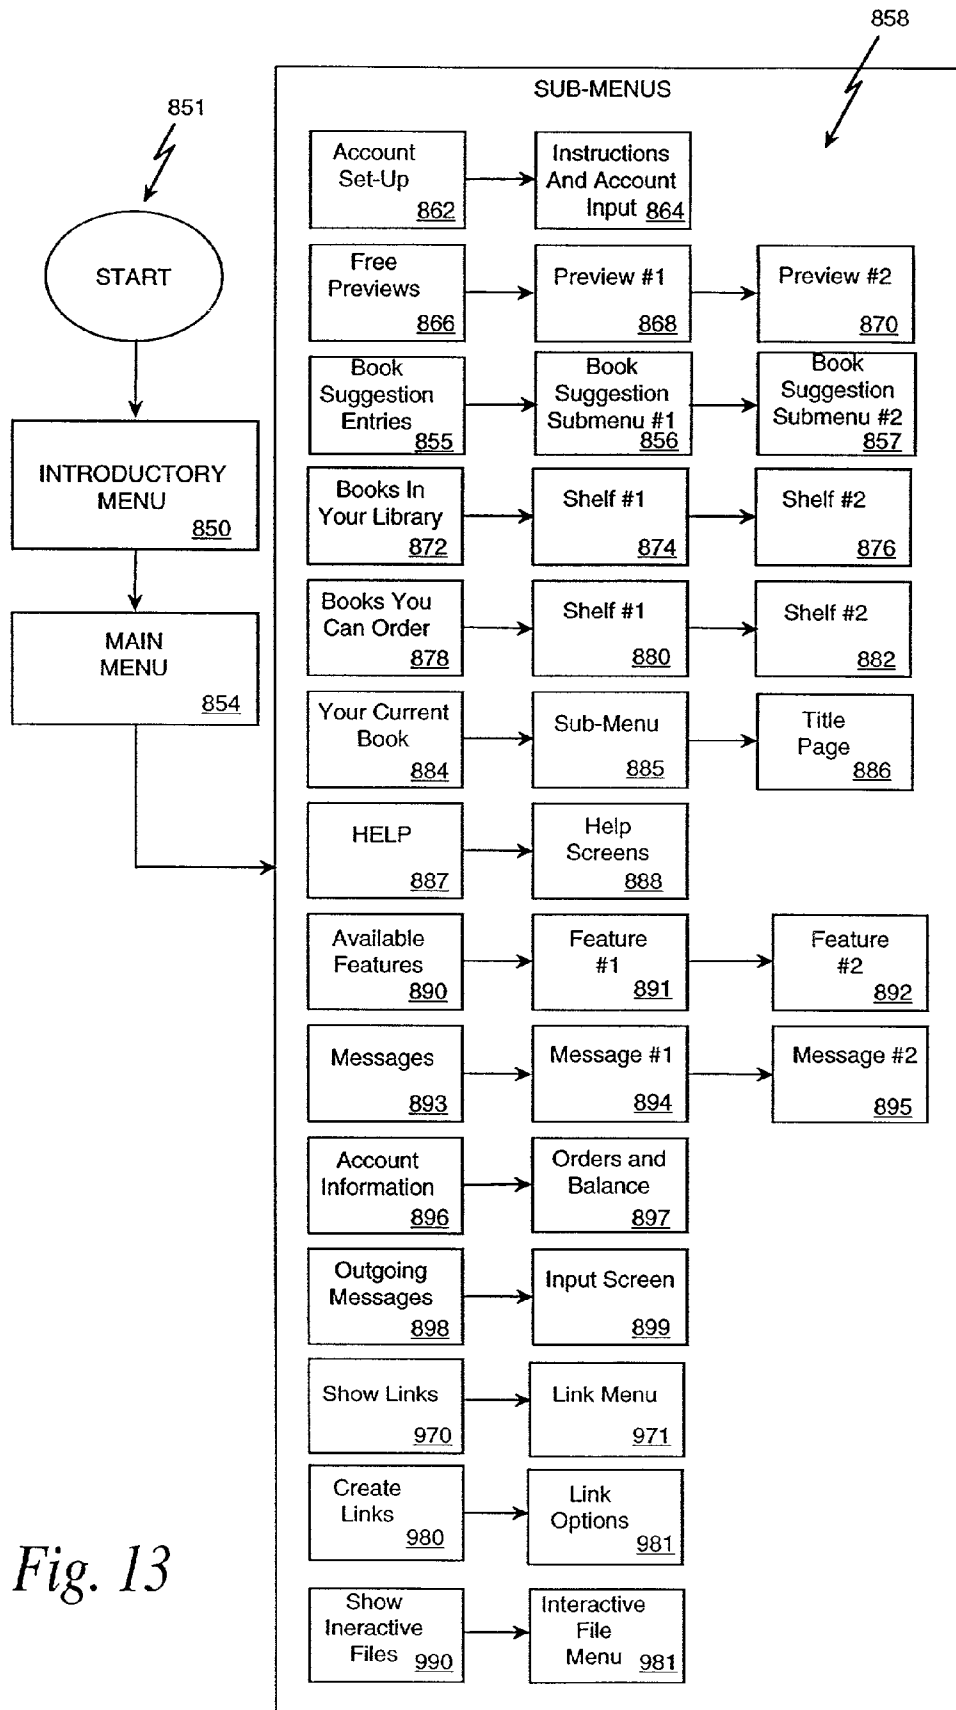 858
SUB-MENUS
851
START
INTRODUCTORY
MENU
850
MAIN
MENU
854
Account
Set-Up
862
Instructions
And Account
Input 864
Free
Previews
866
Preview #1
868
Preview #2
870
Book
Suggestion
Entries
855
Book
Suggestion
Submenu #1
856
Book
Suggestion
Submenu #2
857
Books In
Your Library
872
Shelf #1
874
Shelf #2
876
Books You
Can Order
878
Shelf #1
880
Shelf #2
882
Your Current
Book
884
Sub-Menu
885
Title
Page
886
HELP
887
Help
Screens
888
Available
Features
890
Feature
#1
891
Feature
#2
892
Messages
893
Message #1
894
Message #2
895
Account
Information
896
Orders and
Balance
897
Outgoing
Messages
898
Input Screen
899
Show Links
970
Link Menu
971
Create
Links
980
Link
Options
981
Show
Ineractive
Files 990
Interactive
File
Menu 981
Fig. 13